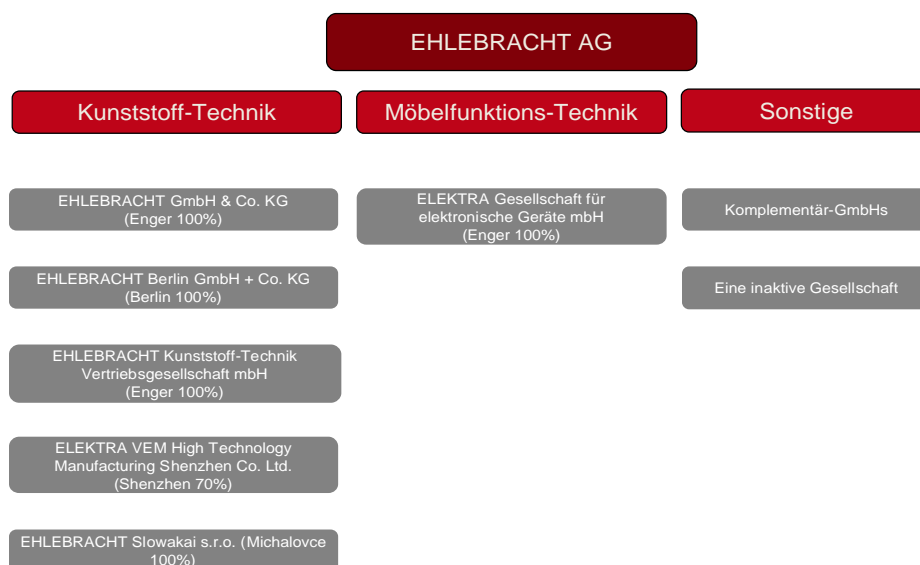 EHLEBRACHT AG
Kunststoff-Technik
Möbelfunktions-Technik
Sonstige
EHLEBRACHT GmbH & Co. KG
(Enger 100%)
EHLEBRACHT Berlin GmbH + Co. KG
(Berlin 100%)
EHLEBRACHT Kunststoff-Technik
Vertriebsgesellschaft mbH
(Enger 100%)
ELEKTRA VEM High Technology
Manufacturing Shenzhen Co. Ltd.
(Shenzhen 70%)
EHLEBRACHT Slowakai s.r.o. (Michalovce
100%)
ELEKTRA Gesellschaft für
elektronische Geräte mbH
(Enger 100%)
Komplementär-GmbHs
Eine inaktive Gesellschaft